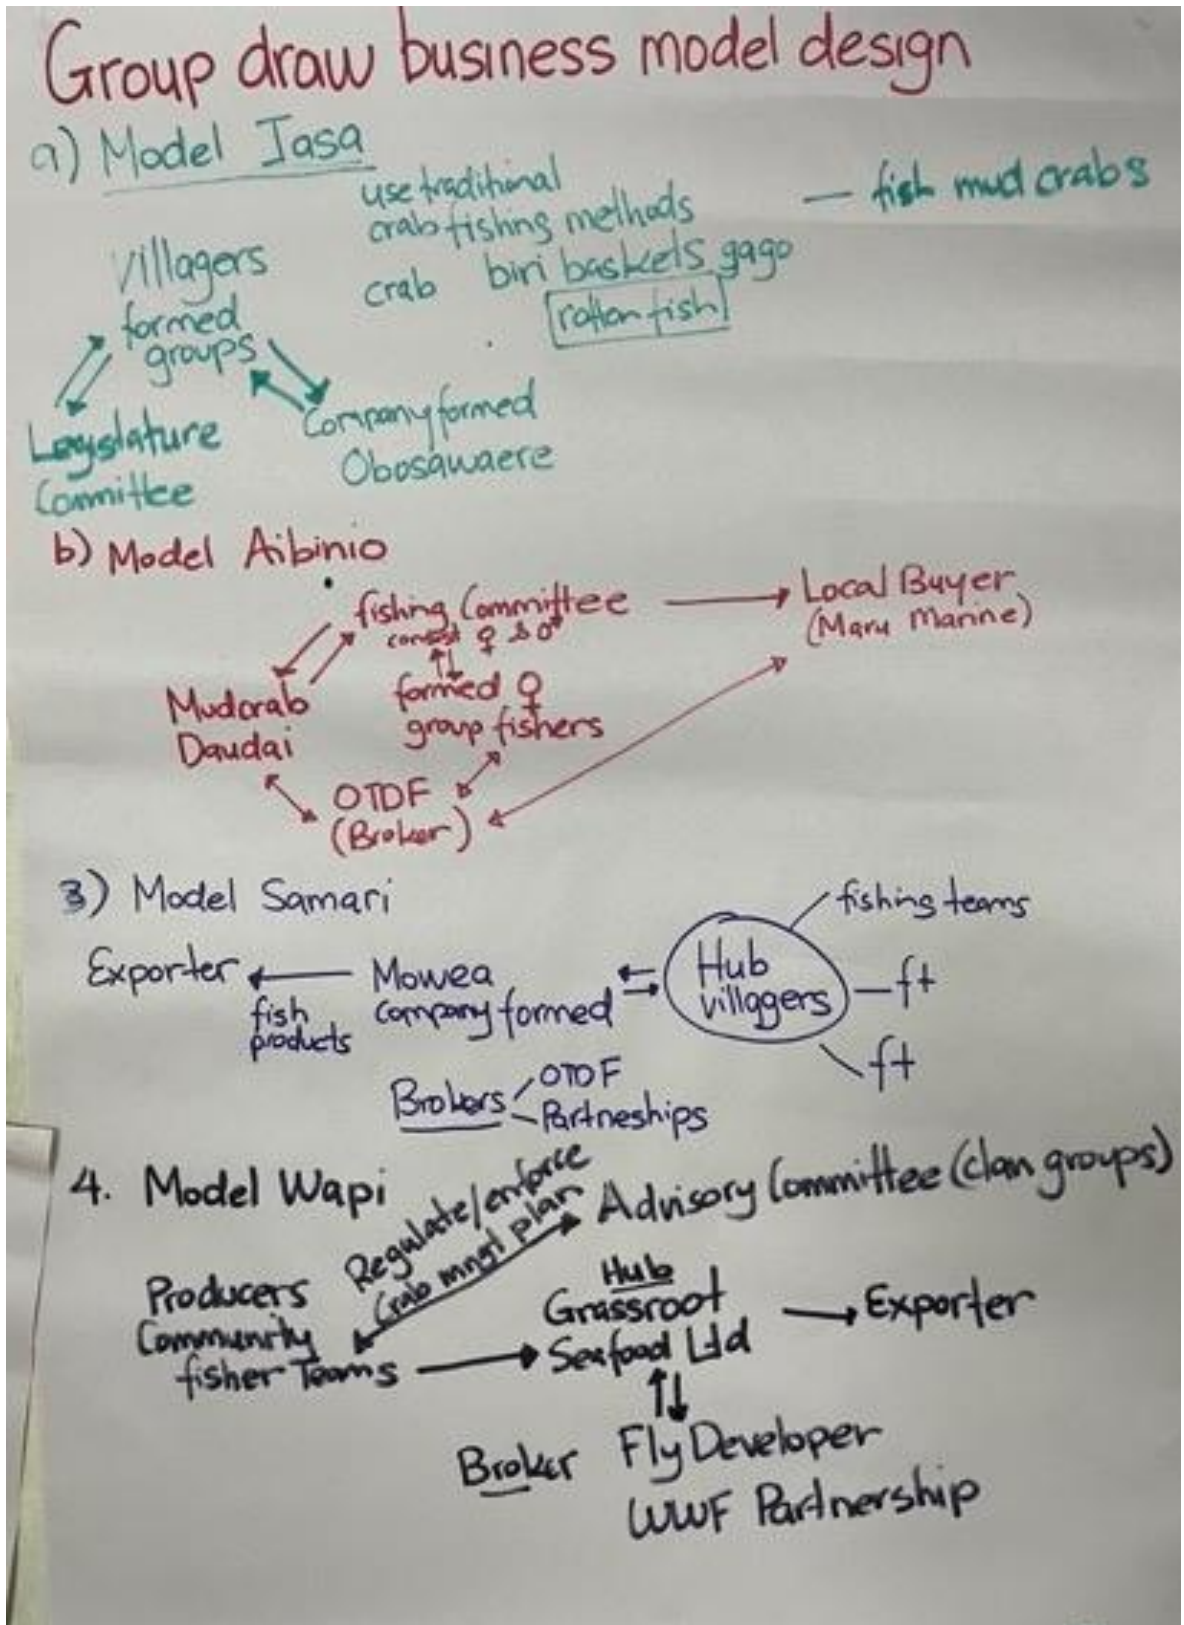 Group draw business model design
a) Model Jasa
use traditional
crab fishing methods
crab biri baskets gago
rattan fish
— fish mud crabs
Villagers
formed
groups
Legislature
Committee
Company formed
Obosawaere
b) Model Aibinio
fishing Committee
consist ♀ & ♂
formed ♀
group fishers
Local Buyer
(Maru Marine)
Mudcrab
Daudai
OTDF
(Broker)
3) Model Samari
Exporter
fish
products
Mowea
company formed
Hub
villagers
fishing teams
ft
ft
Brokers
OTDF
Partneships
4. Model Wapi
Regulate/enforce
Crab mngt plan
Advisory Committee (clan groups)
Producers
Community
fisher Teams
Hub
Grassroot
Seafood Ltd
Exporter
Broker
Fly Developer
WWF Partnership